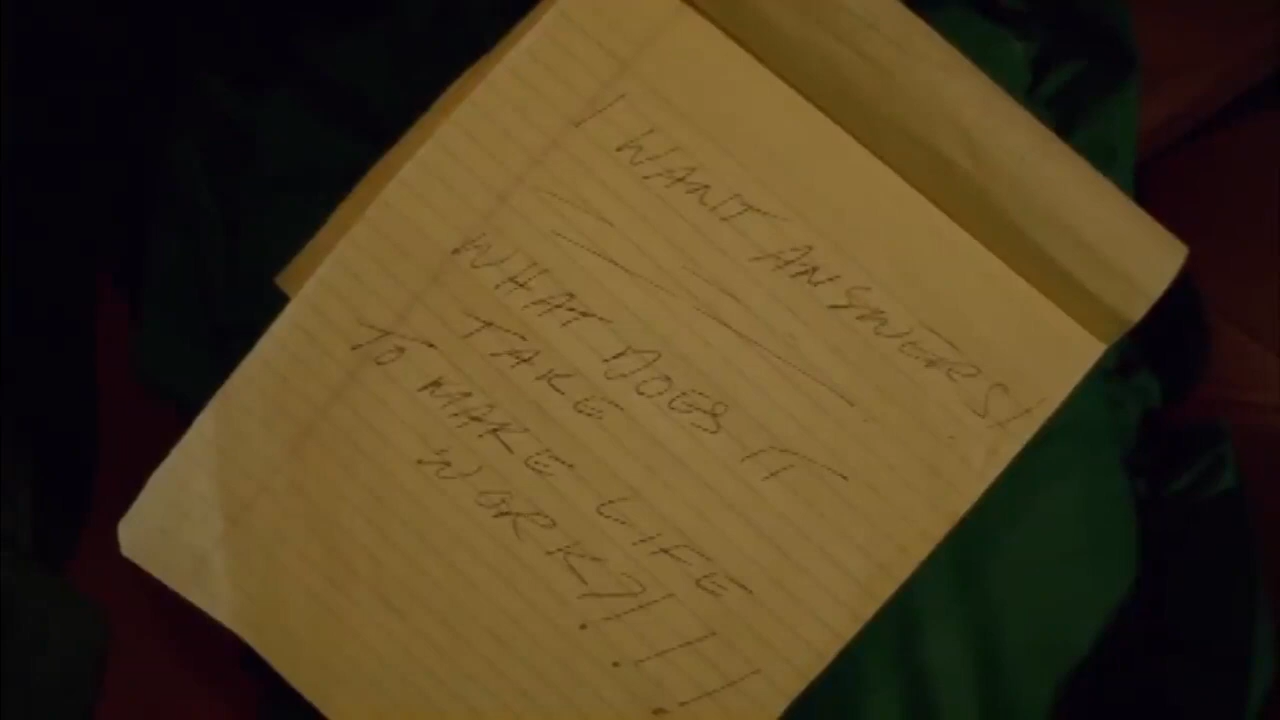 I WANT ANSWERS!
WHAT DOES IT
TAKE
TO MAKE LIFE
WORK?!!!